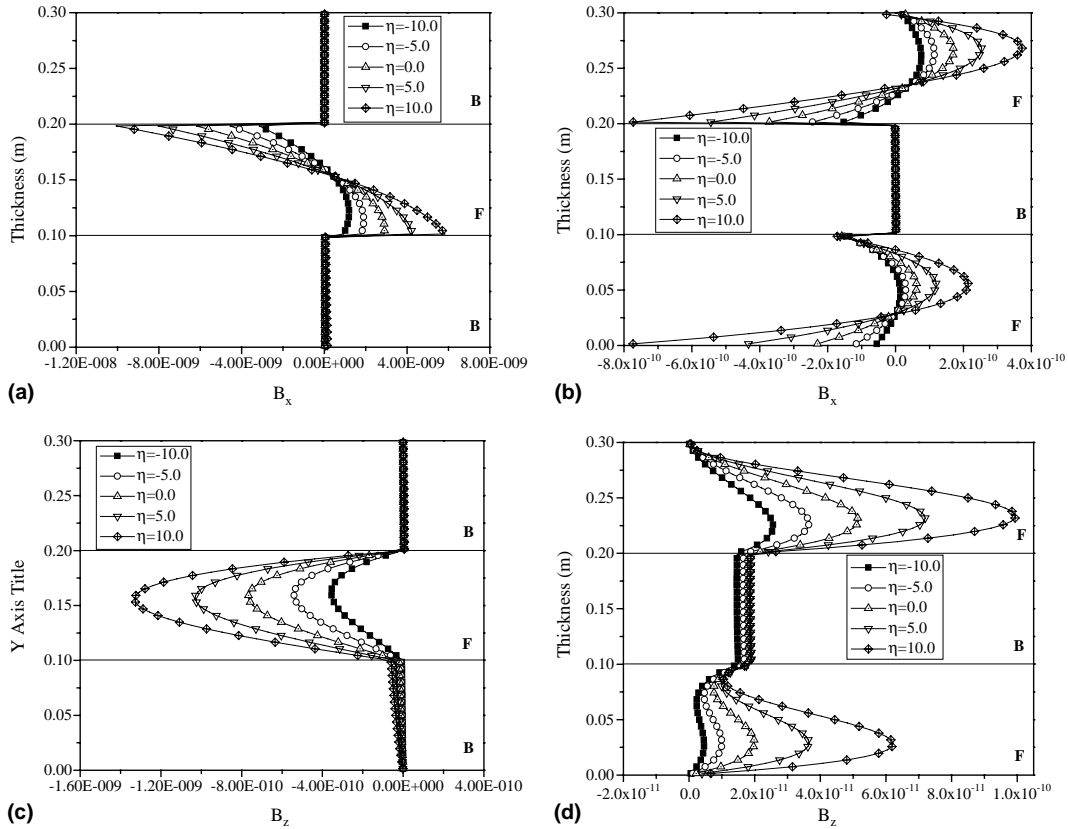 0.30
0.25
0.20
0.15
0.10
0.05
0.00
Thickness (m)
η=-10.0
η=-5.0
η=0.0
η=5.0
η=10.0
B
F
B
-1.20E-008
-8.00E-009
-4.00E-009
0.00E+000
4.00E-009
8.00E-009
(a)
B_x
0.30
0.25
0.20
0.15
0.10
0.05
0.00
Thickness (m)
η=-10.0
η=-5.0
η=0.0
η=5.0
η=10.0
F
B
F
-8.0x10^-10
-6.0x10^-10
-4.0x10^-10
-2.0x10^-10
0.0
2.0x10^-10
4.0x10^-10
(b)
B_x
0.30
0.25
0.20
0.15
0.10
0.05
0.00
Y Axis Title
η=-10.0
η=-5.0
η=0.0
η=5.0
η=10.0
B
F
B
-1.60E-009
-1.20E-009
-8.00E-010
-4.00E-010
0.00E+000
4.00E-010
(c)
B_z
0.30
0.25
0.20
0.15
0.10
0.05
0.00
Thickness (m)
η=-10.0
η=-5.0
η=0.0
η=5.0
η=10.0
F
B
F
-2.0x10^-11
0.0
2.0x10^-11
4.0x10^-11
6.0x10^-11
8.0x10^-11
1.0x10^-10
(d)
B_z